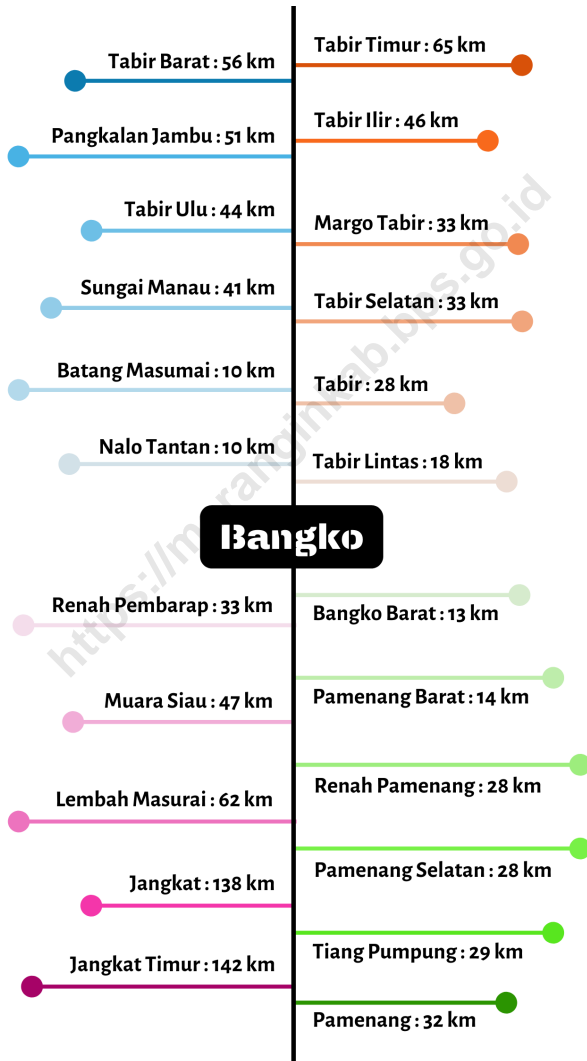 Tabir Barat : 56 km
Pangkalan Jambu : 51 km
Tabir Ulu : 44 km
Sungai Manau : 41 km
Batang Masumai : 10 km
Nalo Tantan : 10 km
Tabir Timur : 65 km
Tabir Ilir : 46 km
Margo Tabir : 33 km
Tabir Selatan : 33 km
Tabir : 28 km
Tabir Lintas : 18 km
Bangko
Renah Pembarap : 33 km
Muara Siau : 47 km
Lembah Masurai : 62 km
Jangkat : 138 km
Jangkat Timur : 142 km
Bangko Barat : 13 km
Pamenang Barat : 14 km
Renah Pamenang : 28 km
Pamenang Selatan : 28 km
Tiang Pumpung : 29 km
Pamenang : 32 km
https://meranginkab.bps.go.id